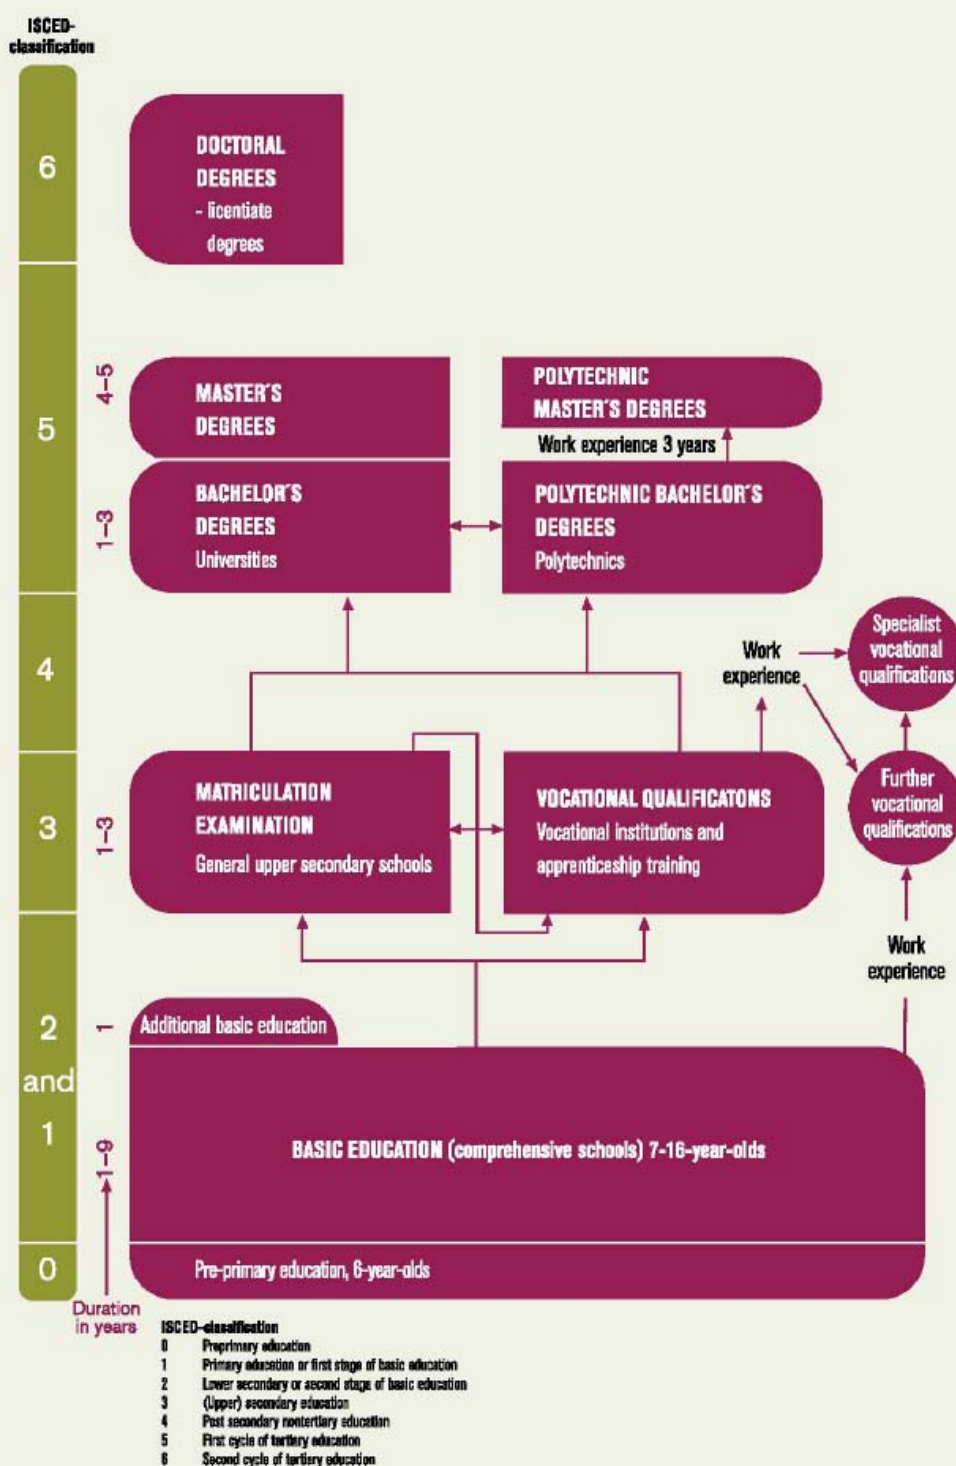 ISCED-
classification
6
DOCTORAL
DEGREES
- licentiate
degrees
5
4–5
MASTER´S
DEGREES
POLYTECHNIC
MASTER´S DEGREES
Work experience 3 years
1–3
BACHELOR´S
DEGREES
Universities
POLYTECHNIC BACHELOR´S
DEGREES
Polytechnics
4
Work
experience
Specialist
vocational
qualifications
3
1–3
MATRICULATION
EXAMINATION
General upper secondary schools
VOCATIONAL QUALIFICATONS
Vocational institutions and
apprenticeship training
Further
vocational
qualifications
Work
experience
2
and
1
1
Additional basic education
1–9
BASIC EDUCATION (comprehensive schools) 7-16-year-olds
0
Pre-primary education, 6-year-olds
Duration
in years
ISCED-classification
0 Preprimary education
1 Primary education or first stage of basic education
2 Lower secondary or second stage of basic education
3 (Upper) secondary education
4 Post secondary nontertiary education
5 First cycle of tertiary education
6 Second cycle of tertiary education